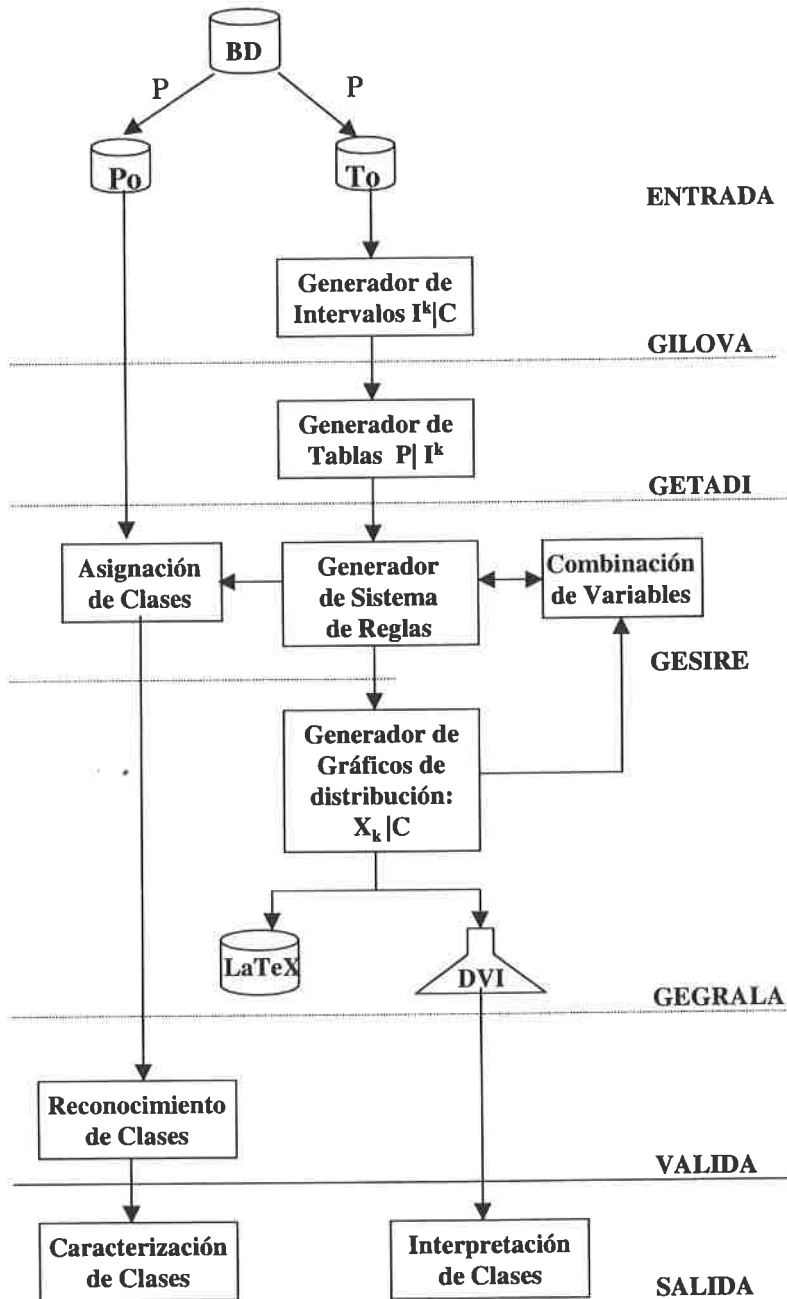 BD
P
P
Po
To
ENTRADA
Generador de
Intervalos Iᵏ|C
GILOVA
Generador de
Tablas P| Iᵏ
GETADI
Asignación
de Clases
Generador
de Sistema
de Reglas
Combinación
de Variables
GESIRE
Generador de
Gráficos de
distribución:
Xₖ|C
LaTeX
DVI
GEGRALA
Reconocimiento
de Clases
VALIDA
Caracterización
de Clases
Interpretación
de Clases
SALIDA